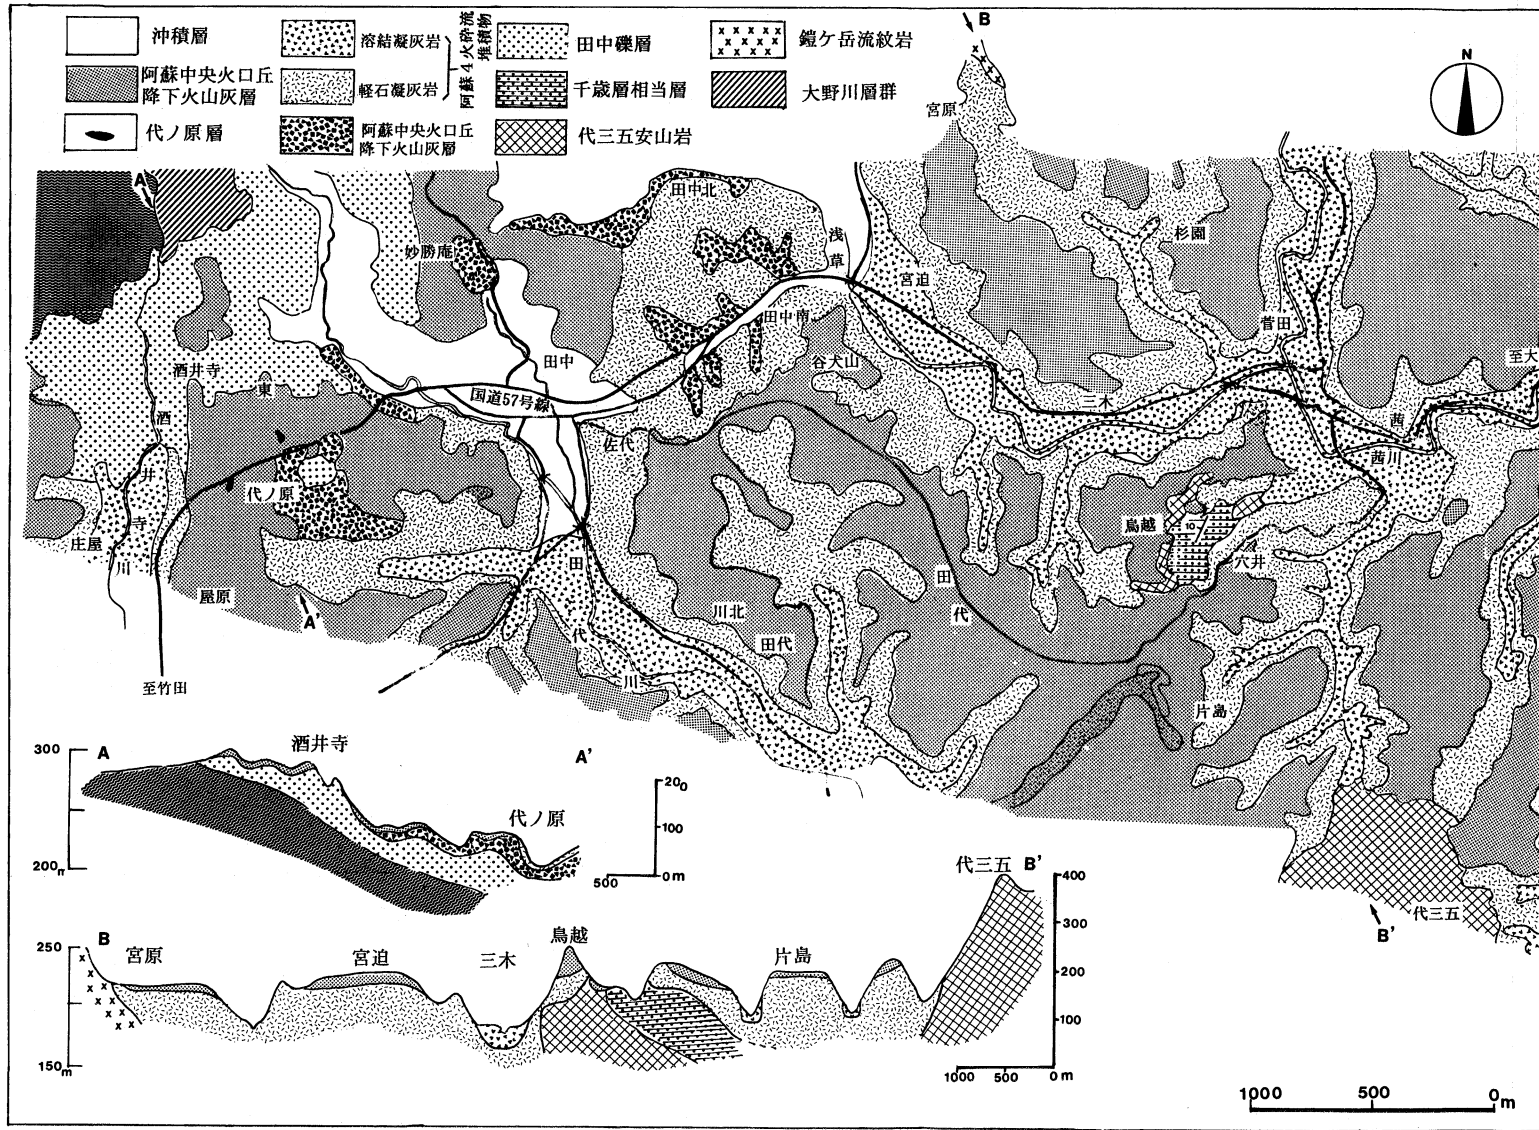 沖積層
阿蘇中央火口丘
降下火山灰層
代ノ原層
溶結凝灰岩
軽石凝灰岩
阿蘇4火砕流
堆積物
阿蘇中央火口丘
降下火山灰層
田中礫層
千歳層相当層
代三五安山岩
鎧ケ岳流紋岩
大野川層群
N
B
宮原
A
田中北
妙勝庵
浅草
杉園
宮迫
田中南
菅田
至大
酒井寺
東
田中
谷犬山
国道57号線
三木
茜
茜川
佐代
酒井寺川
代ノ原
庄屋
鳥越
10
穴井
屋原
A'
田代川
川北
田代
田代
至竹田
片島
代三五
B'
300
200m
A
酒井寺
代ノ原
A'
200
100
0m
500
250
150m
B
宮原
宮迫
三木
鳥越
片島
代三五
B'
400
300
200
100
1000 500 0m
1000 500 0m